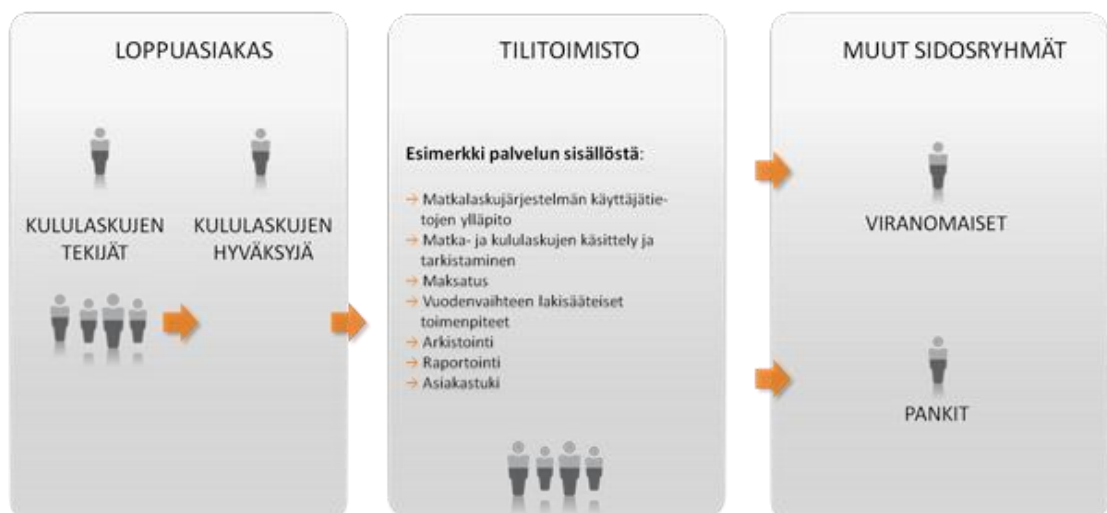 LOPPUASIAKAS
KULULASKUJEN
TEKIJÄT
KULULASKUJEN
HYVÄKSYJÄ
TILITOIMISTO
Esimerkki palvelun sisällöstä:
→ Matkalaskujärjestelmän käyttäjätie-
tojen ylläpito
→ Matka- ja kululaskujen käsittely ja
tarkistaminen
→ Maksatus
→ Vuodenvaihteen lakisääteiset
toimenpiteet
→ Arkistointi
→ Raportointi
→ Asiakastuki
MUUT SIDOSRYHMÄT
VIRANOMAISET
PANKIT